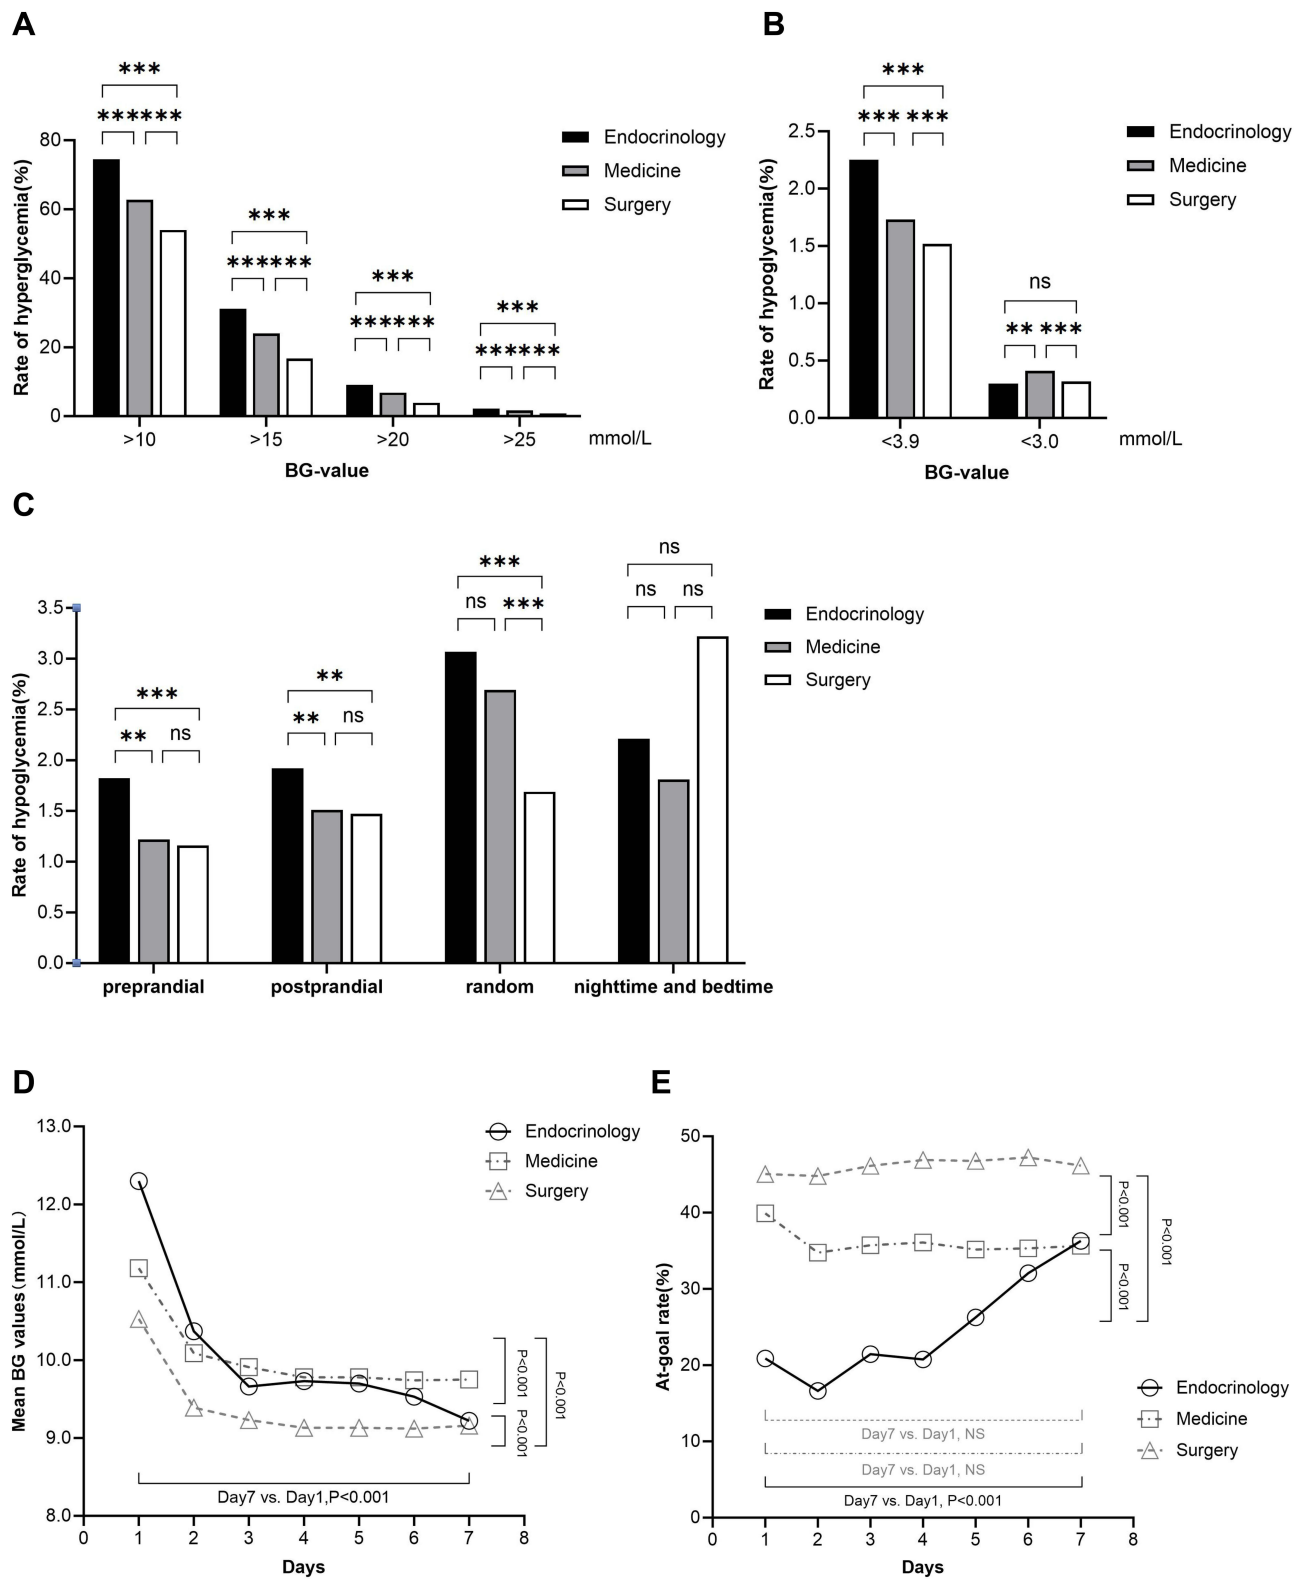 A
Rate of hyperglycemia(%)
80
60
40
20
0
***
******
***
******
***
******
***
******
>10 >15 >20 >25 mmol/L
BG-value
Endocrinology
Medicine
Surgery
B
Rate of hypoglycemia(%)
2.5
2.0
1.5
1.0
0.5
0.0
***
*** ***
ns
** ***
<3.9 <3.0 mmol/L
BG-value
Endocrinology
Medicine
Surgery
C
Rate of hypoglycemia(%)
3.5
3.0
2.5
2.0
1.5
1.0
0.5
0.0
***
** ns
**
** ns
***
ns ***
ns
ns ns
preprandial postprandial random nighttime and bedtime
Endocrinology
Medicine
Surgery
D
Mean BG values (mmol/L)
13.0
12.0
11.0
10.0
9.0
8.0
Endocrinology
Medicine
Surgery
P<0.001
P<0.001
P<0.001
Day7 vs. Day1,P<0.001
0 1 2 3 4 5 6 7 8
Days
E
At-goal rate(%)
50
40
30
20
10
0
P<0.001
P<0.001
P<0.001
Endocrinology
Medicine
Surgery
Day7 vs. Day1, NS
Day7 vs. Day1, NS
Day7 vs. Day1, P<0.001
0 1 2 3 4 5 6 7 8
Days